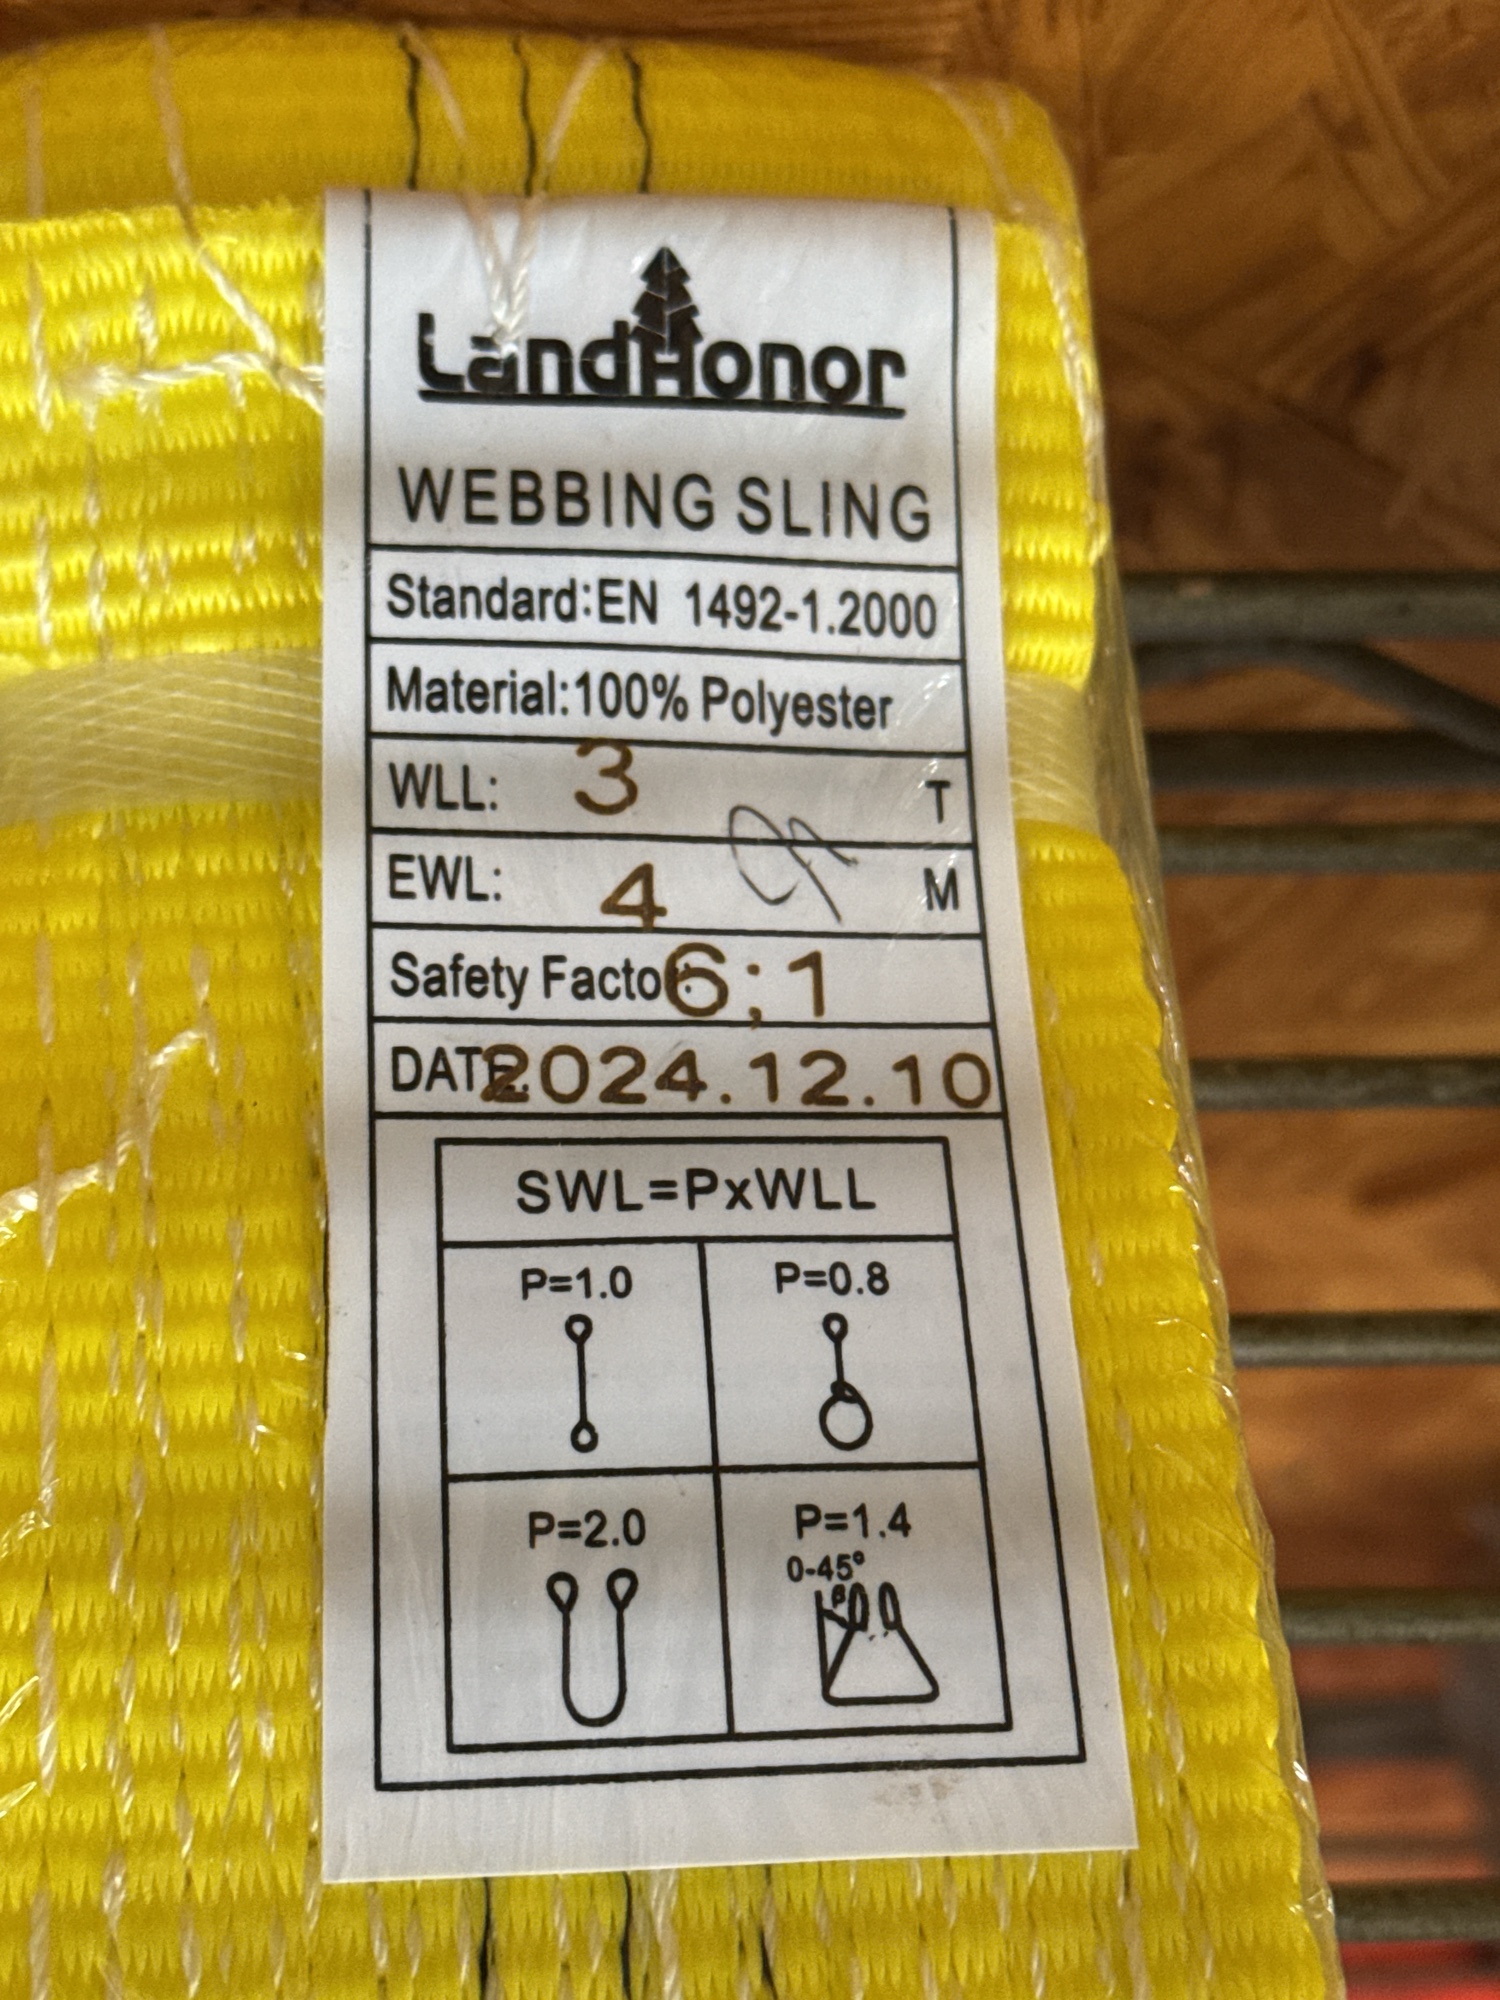 LandHonor
WEBBING SLING
Standard:EN 1492-1.2000
Material:100% Polyester
WLL: 3 T
EWL: 4 M
Safety Factor: 6:1
DATE: 2024.12.10
SWL=PxWLL
P=1.0
P=0.8
P=2.0
P=1.4
0-45°
β